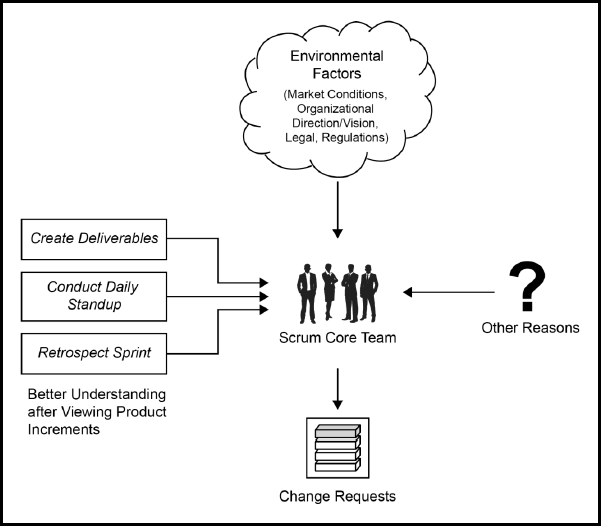 Environmental
Factors
(Market Conditions,
Organizational
Direction/Vision,
Legal, Regulations)
Create Deliverables
Conduct Daily
Standup
Retrospect Sprint
Better Understanding
after Viewing Product
Increments
Scrum Core Team
?
Other Reasons
Change Requests